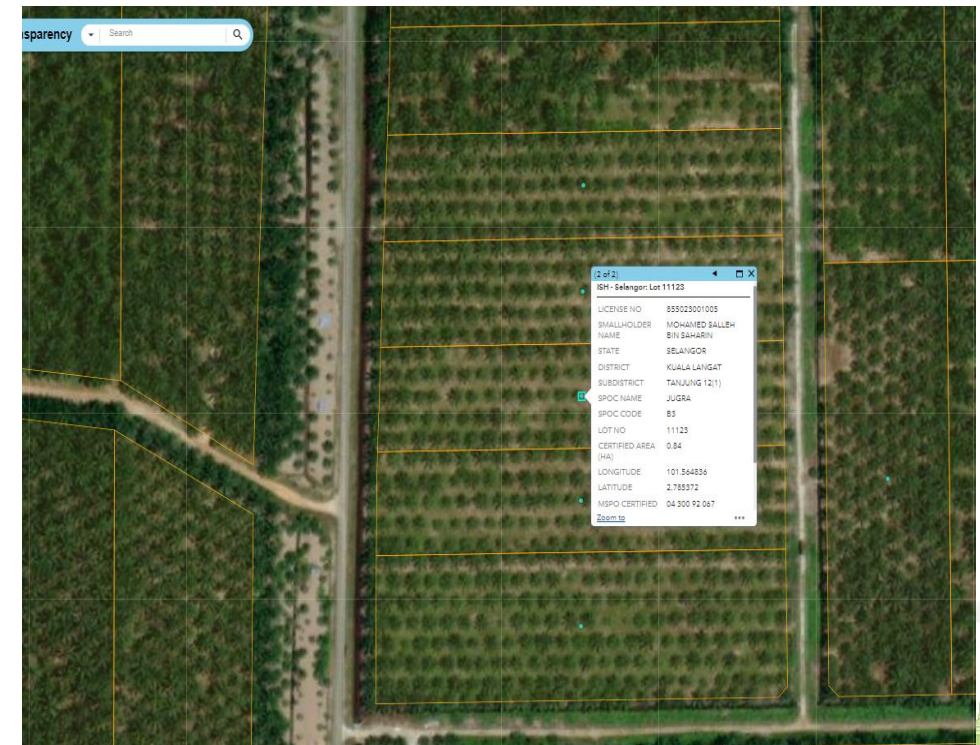 sparency Search
(2 of 2)
ISH - Selangor: Lot 11123
LICENSE NO 855023001005
SMALLHOLDER NAME MOHAMED SALLEH BIN SAHARIN
STATE SELANGOR
DISTRICT KUALA LANGAT
SUBDISTRICT TANJUNG 12(1)
SPOC NAME JUGRA
SPOC CODE B3
LOT NO 11123
CERTIFIED AREA (HA) 0.84
LONGITUDE 101.564836
LATITUDE 2.785372
MSPO CERTIFIED 04 300 92 067
Zoom to